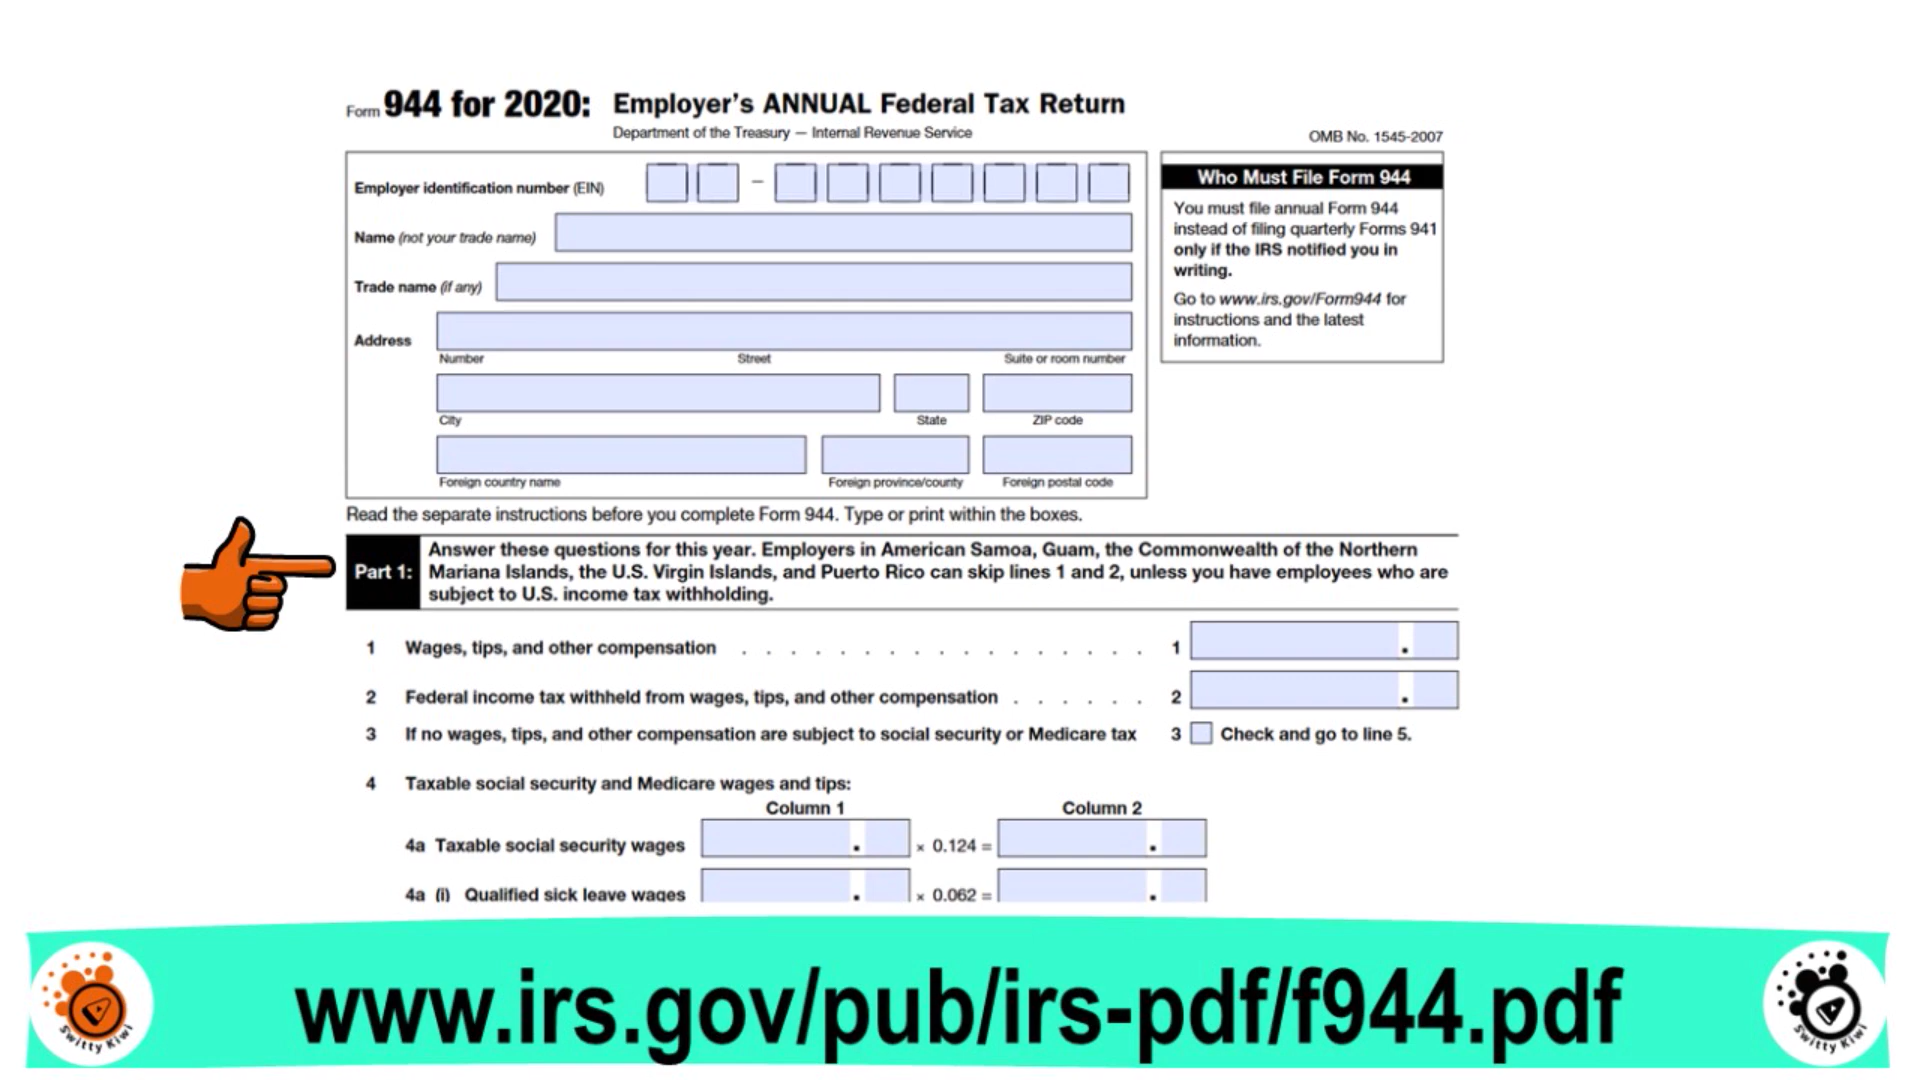 Form 944 for 2020: Employer's ANNUAL Federal Tax Return
Department of the Treasury — Internal Revenue Service
OMB No. 1545-2007
Employer identification number (EIN)
–
Name (not your trade name)
Trade name (if any)
Address
Number Street Suite or room number
City State ZIP code
Foreign country name Foreign province/county Foreign postal code
Who Must File Form 944
You must file annual Form 944
instead of filing quarterly Forms 941
only if the IRS notified you in
writing.
Go to www.irs.gov/Form944 for
instructions and the latest
information.
Read the separate instructions before you complete Form 944. Type or print within the boxes.
Part 1:
Answer these questions for this year. Employers in American Samoa, Guam, the Commonwealth of the Northern
Mariana Islands, the U.S. Virgin Islands, and Puerto Rico can skip lines 1 and 2, unless you have employees who are
subject to U.S. income tax withholding.
1 Wages, tips, and other compensation . . . . . . . . . . . . . . . . . 1 .
2 Federal income tax withheld from wages, tips, and other compensation . . . . . . 2 .
3 If no wages, tips, and other compensation are subject to social security or Medicare tax 3 Check and go to line 5.
4 Taxable social security and Medicare wages and tips:
Column 1 Column 2
4a Taxable social security wages . × 0.124 = .
4a (i) Qualified sick leave wages . × 0.062 = .
www.irs.gov/pub/irs-pdf/f944.pdf
Switty Kiwi
Switty Kiwi